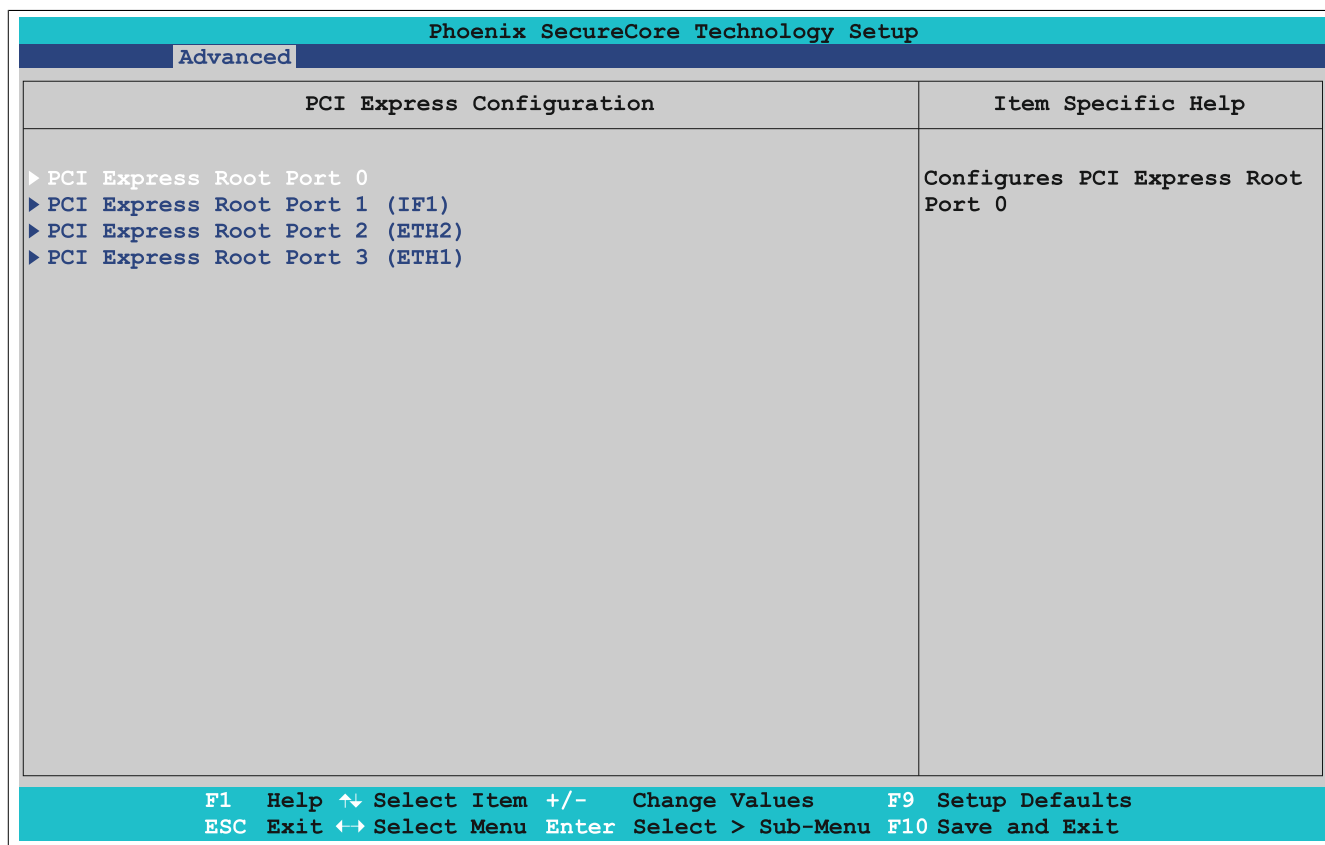 Phoenix SecureCore Technology Setup
Advanced
PCI Express Configuration
Item Specific Help
PCI Express Root Port 0
PCI Express Root Port 1 (IF1)
PCI Express Root Port 2 (ETH2)
PCI Express Root Port 3 (ETH1)
Configures PCI Express Root
Port 0
F1 Help ↑↓ Select Item +/- Change Values F9 Setup Defaults
ESC Exit ←→ Select Menu Enter Select > Sub-Menu F10 Save and Exit